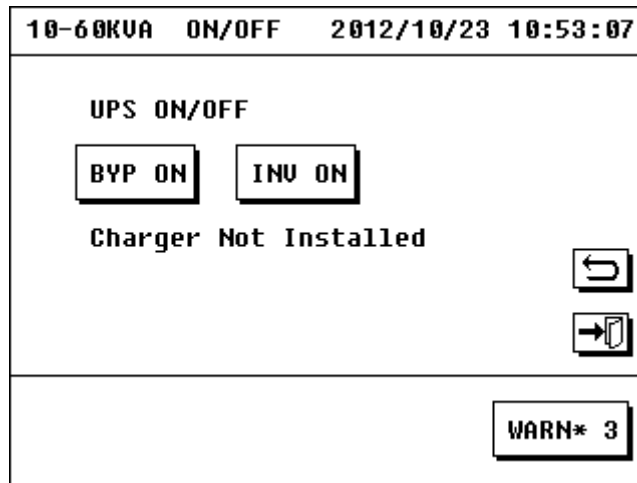 10-60KVA ON/OFF 2012/10/23 10:53:07
UPS ON/OFF
BYP ON INV ON
Charger Not Installed
WARN* 3